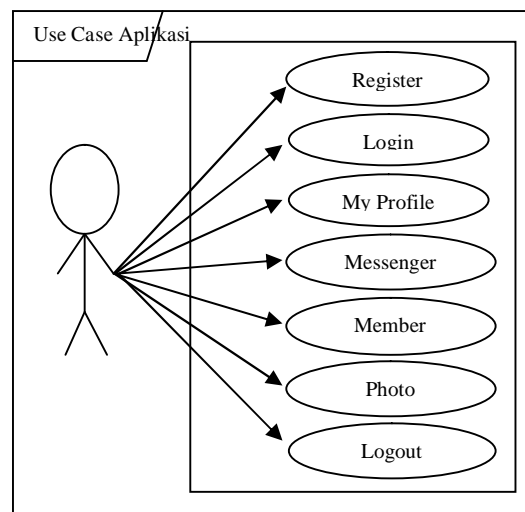 Use Case Aplikasi
Register
Login
My Profile
Messenger
Member
Photo
Logout